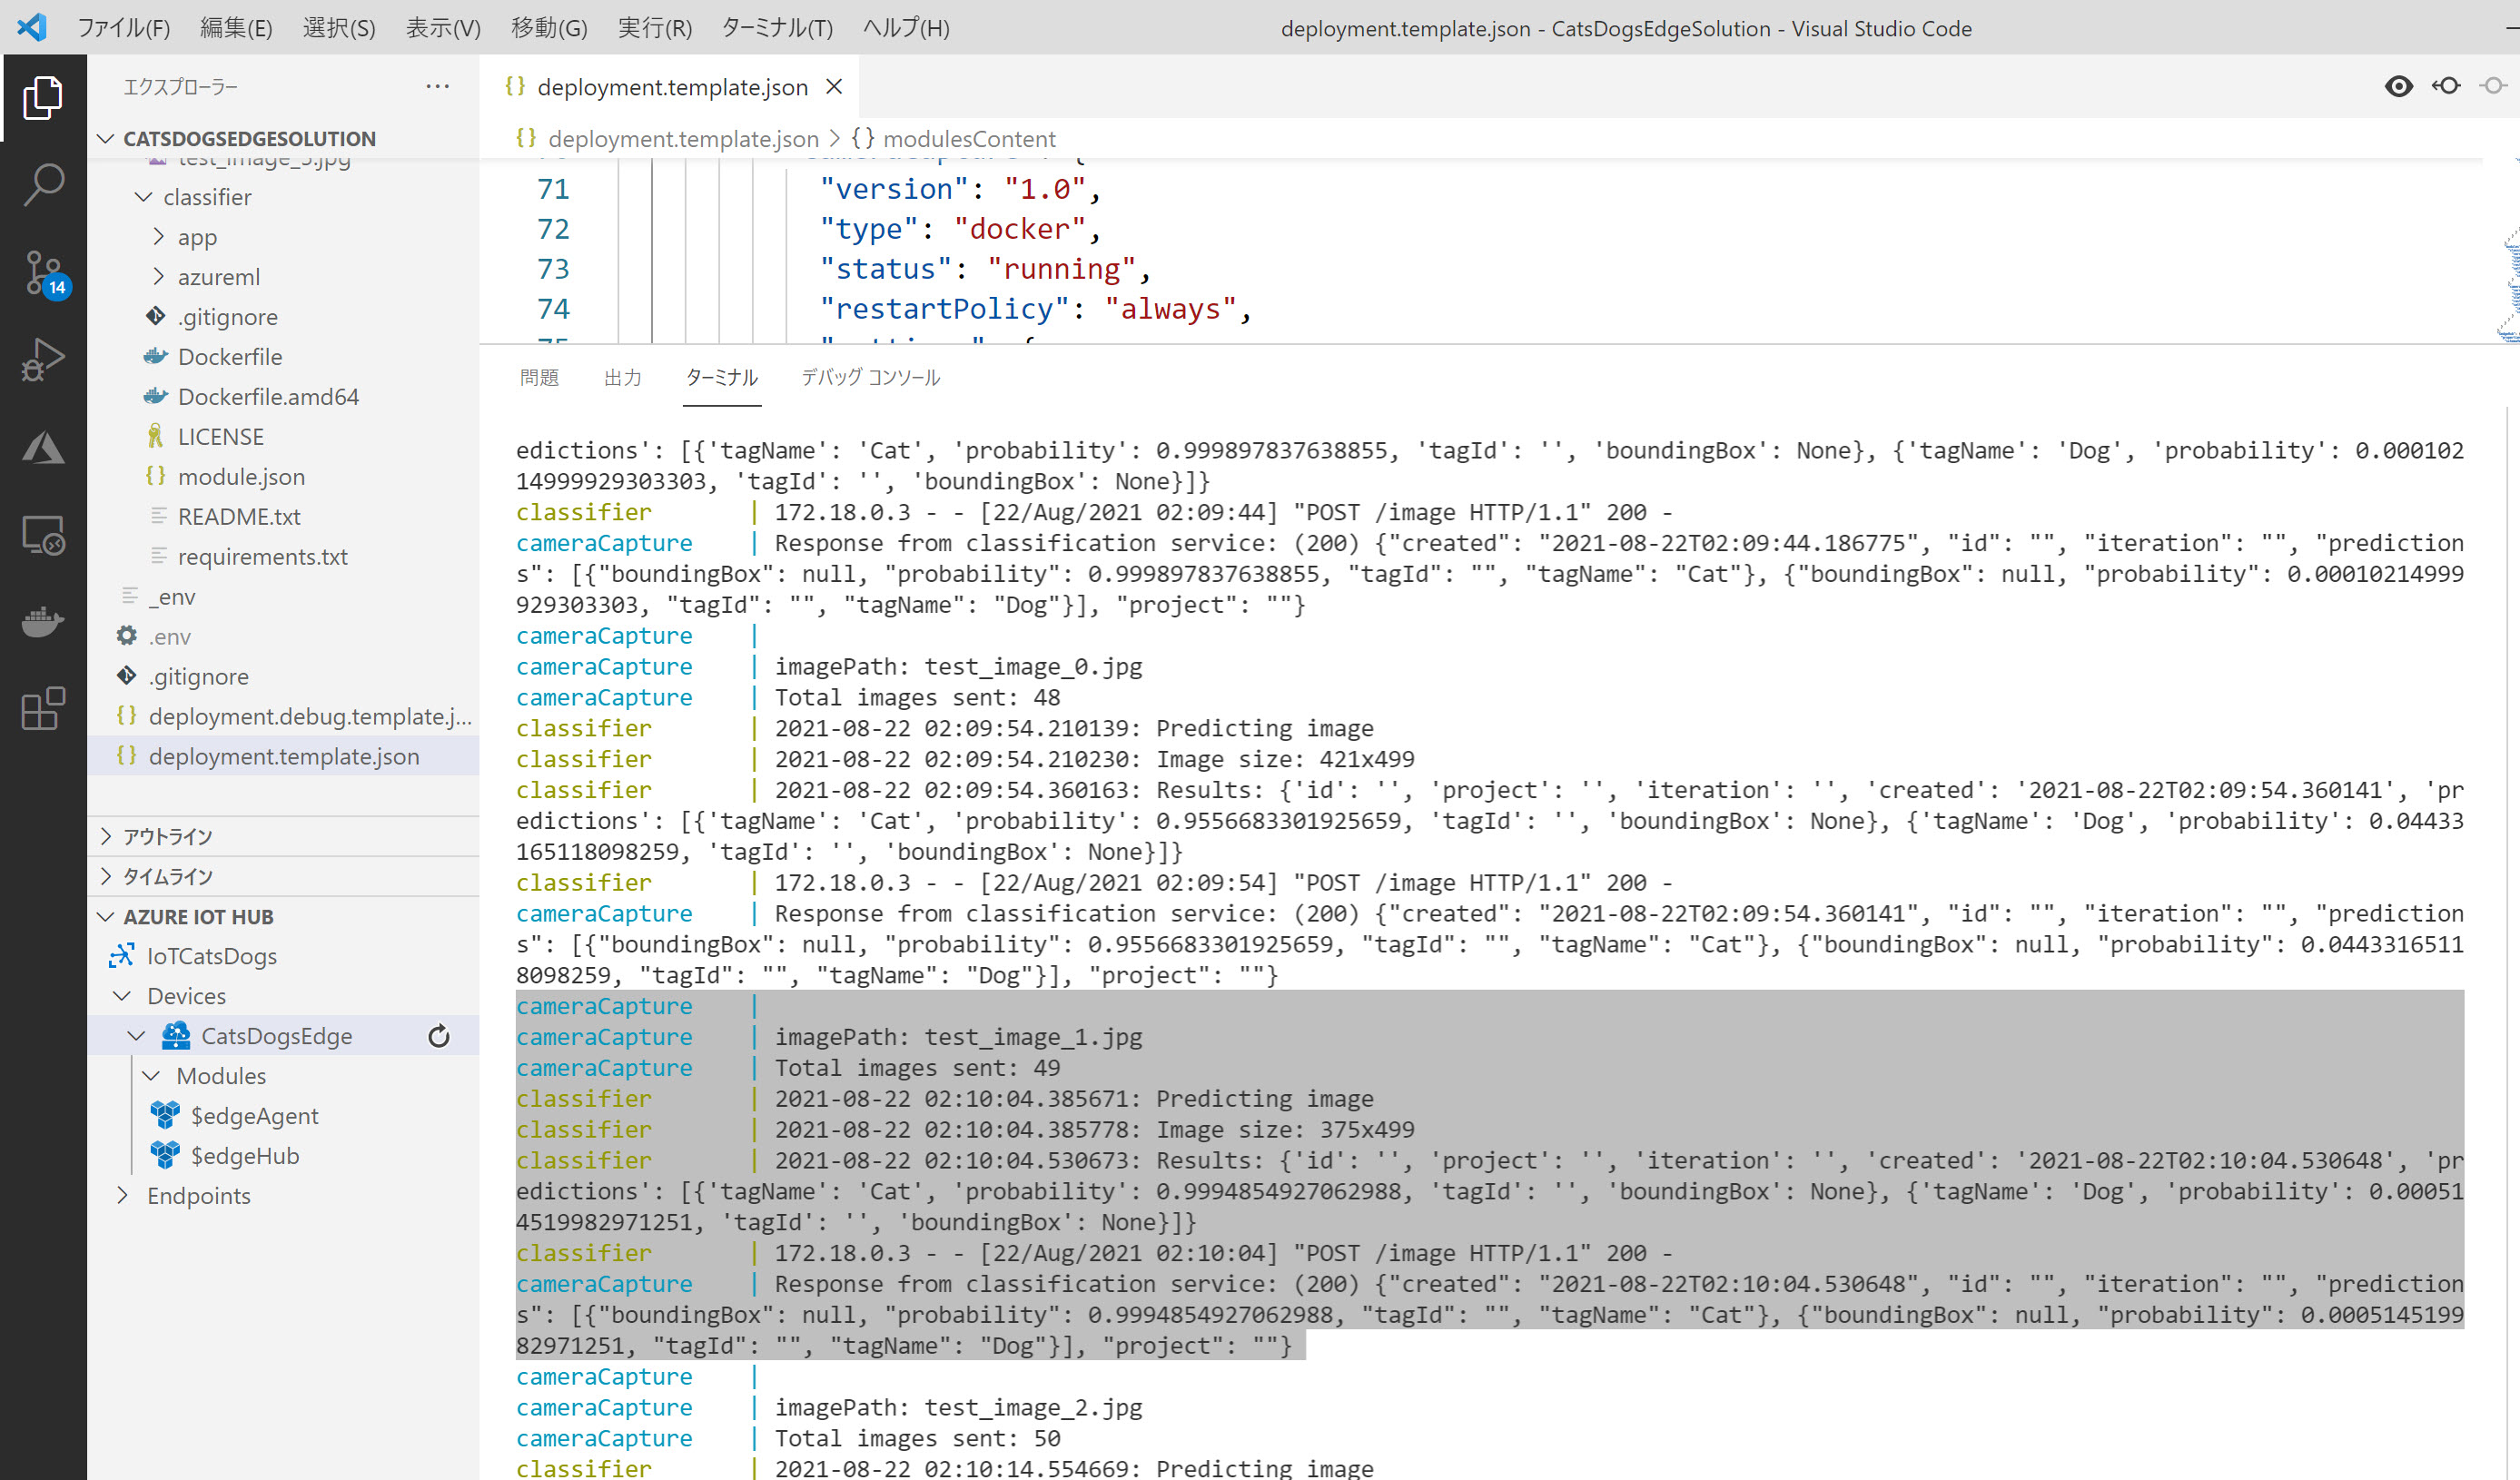 ファイル(F) 編集(E) 選択(S) 表示(V) 移動(G) 実行(R) ターミナル(T) ヘルプ(H) deployment.template.json - CatsDogsEdgeSolution - Visual Studio Code
エクスプローラー
CATSDOGSEDGESOLUTION
classifier
app
azureml
.gitignore
Dockerfile
Dockerfile.amd64
LICENSE
module.json
README.txt
requirements.txt
_env
.env
.gitignore
deployment.debug.template.j...
deployment.template.json
アウトライン
タイムライン
AZURE IOT HUB
IoTCatsDogs
Devices
CatsDogsEdge
Modules
$edgeAgent
$edgeHub
Endpoints
14
deployment.template.json
deployment.template.json > {} modulesContent
71 "version": "1.0",
72 "type": "docker",
73 "status": "running",
74 "restartPolicy": "always",
問題 出力 ターミナル デバッグ コンソール
edictions': [{'tagName': 'Cat', 'probability': 0.999897837638855, 'tagId': '', 'boundingBox': None}, {'tagName': 'Dog', 'probability': 0.000102
14999929303303, 'tagId': '', 'boundingBox': None}]}
classifier | 172.18.0.3 - - [22/Aug/2021 02:09:44] "POST /image HTTP/1.1" 200 -
cameraCapture | Response from classification service: (200) {"created": "2021-08-22T02:09:44.186775", "id": "", "iteration": "", "prediction
s": [{"boundingBox": null, "probability": 0.999897837638855, "tagId": "", "tagName": "Cat"}, {"boundingBox": null, "probability": 0.00010214999
929303303, "tagId": "", "tagName": "Dog"}], "project": ""}
cameraCapture |
cameraCapture | imagePath: test_image_0.jpg
cameraCapture | Total images sent: 48
classifier | 2021-08-22 02:09:54.210139: Predicting image
classifier | 2021-08-22 02:09:54.210230: Image size: 421x499
classifier | 2021-08-22 02:09:54.360163: Results: {'id': '', 'project': '', 'iteration': '', 'created': '2021-08-22T02:09:54.360141', 'pr
edictions': [{'tagName': 'Cat', 'probability': 0.9556683301925659, 'tagId': '', 'boundingBox': None}, {'tagName': 'Dog', 'probability': 0.04433
165118098259, 'tagId': '', 'boundingBox': None}]}
classifier | 172.18.0.3 - - [22/Aug/2021 02:09:54] "POST /image HTTP/1.1" 200 -
cameraCapture | Response from classification service: (200) {"created": "2021-08-22T02:09:54.360141", "id": "", "iteration": "", "prediction
s": [{"boundingBox": null, "probability": 0.9556683301925659, "tagId": "", "tagName": "Cat"}, {"boundingBox": null, "probability": 0.0443316511
8098259, "tagId": "", "tagName": "Dog"}], "project": ""}
cameraCapture |
cameraCapture | imagePath: test_image_1.jpg
cameraCapture | Total images sent: 49
classifier | 2021-08-22 02:10:04.385671: Predicting image
classifier | 2021-08-22 02:10:04.385778: Image size: 375x499
classifier | 2021-08-22 02:10:04.530673: Results: {'id': '', 'project': '', 'iteration': '', 'created': '2021-08-22T02:10:04.530648', 'pr
edictions': [{'tagName': 'Cat', 'probability': 0.9994854927062988, 'tagId': '', 'boundingBox': None}, {'tagName': 'Dog', 'probability': 0.00051
4519982971251, 'tagId': '', 'boundingBox': None}]}
classifier | 172.18.0.3 - - [22/Aug/2021 02:10:04] "POST /image HTTP/1.1" 200 -
cameraCapture | Response from classification service: (200) {"created": "2021-08-22T02:10:04.530648", "id": "", "iteration": "", "prediction
s": [{"boundingBox": null, "probability": 0.9994854927062988, "tagId": "", "tagName": "Cat"}, {"boundingBox": null, "probability": 0.0005145199
82971251, "tagId": "", "tagName": "Dog"}], "project": ""}
cameraCapture |
cameraCapture | imagePath: test_image_2.jpg
cameraCapture | Total images sent: 50
classifier | 2021-08-22 02:10:14.554669: Predicting image